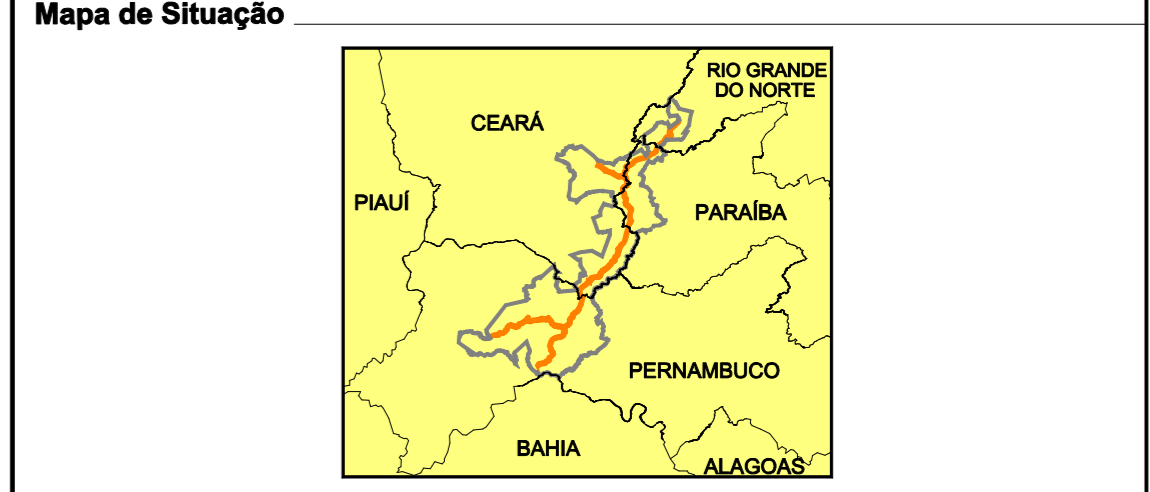 Mapa de Situação
RIO GRANDE
DO NORTE
CEARÁ
PIAUÍ
PARAÍBA
PERNAMBUCO
BAHIA
ALAGOAS